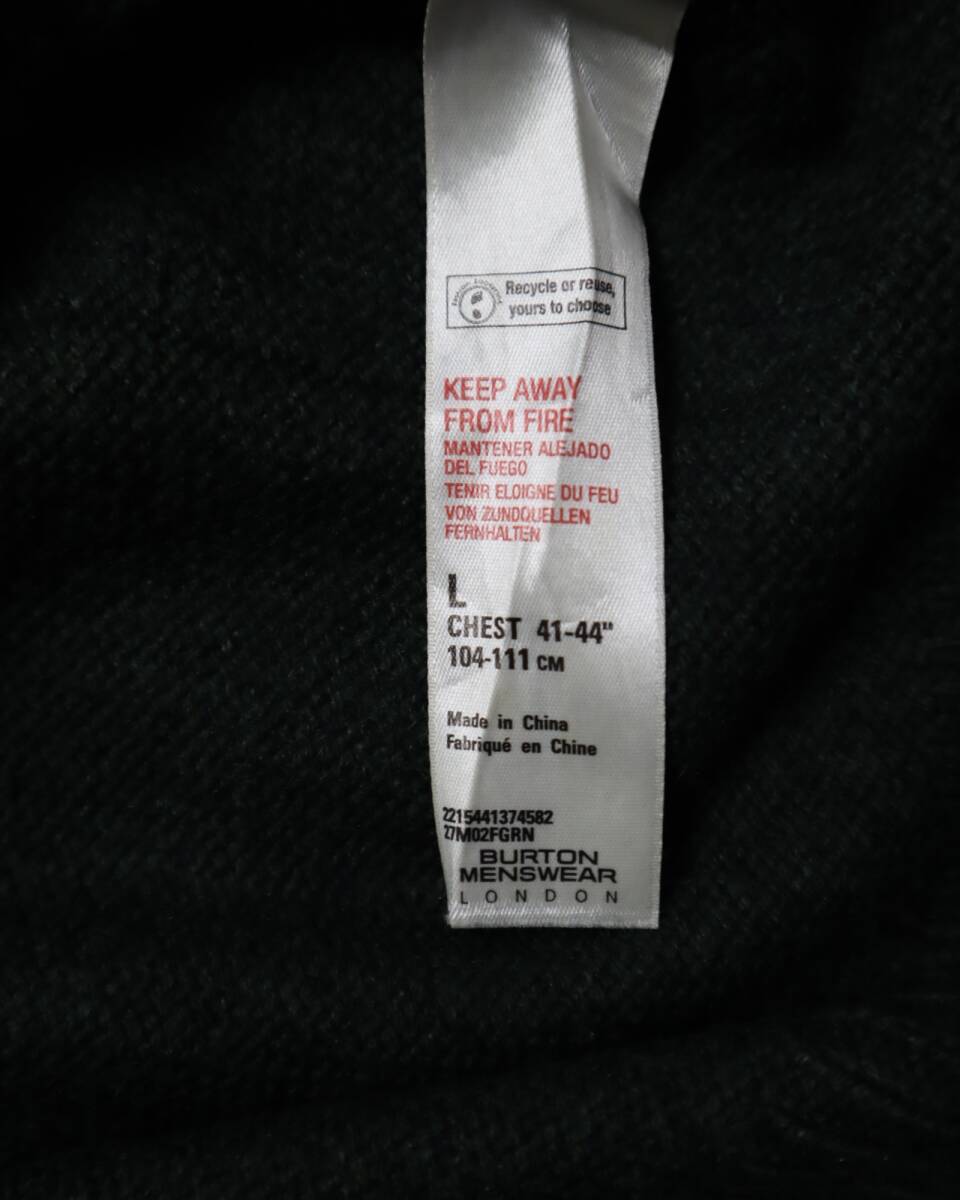 Recycle or reuse,
yours to choose
KEEP AWAY
FROM FIRE
MANTENER ALEJADO
DEL FUEGO
TENIR ELOIGNE DU FEU
VON ZUNDQUELLEN
FERNHALTEN
L
CHEST 41-44"
104-111 CM
Made in China
Fabriqué en Chine
2215441374582
27M02FGRN
BURTON
MENSWEAR
LONDON